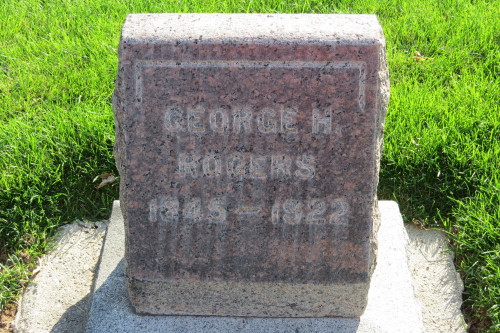 GEORGE H.
ROGERS
1845 — 1922